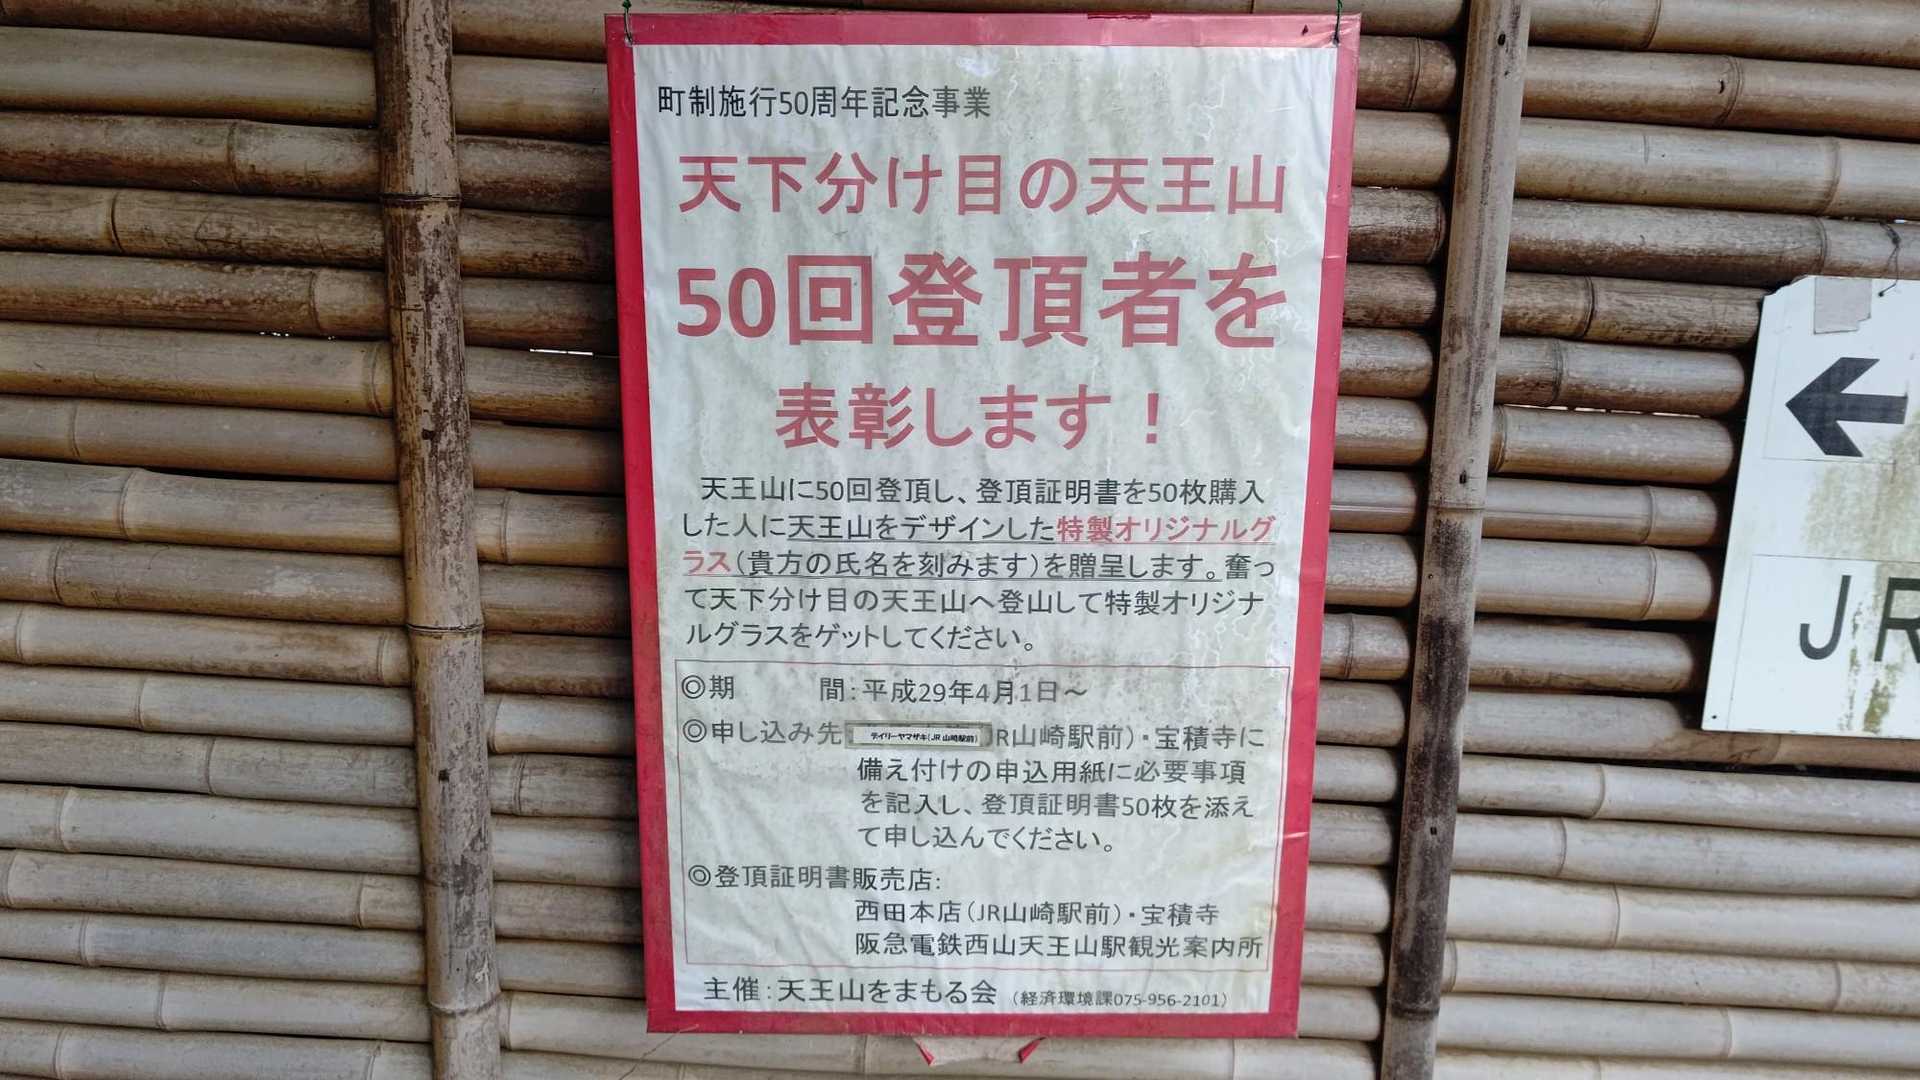 町制施行50周年記念事業
天下分け目の天王山
50回登頂者を
表彰します！
天王山に50回登頂し、登頂証明書を50枚購入
した人に天王山をデザインした特製オリジナルグ
ラス(貴方の氏名を刻みます)を贈呈します。奮っ
て天下分け目の天王山へ登山して特製オリジナ
ルグラスをゲットしてください。
◎期　　間：平成29年4月1日～
◎申し込み先 デイリーヤマザキ(JR 山崎駅前) JR山崎駅前)・宝積寺に
備え付けの申込用紙に必要事項
を記入し、登頂証明書50枚を添え
て申し込んでください。
◎登頂証明書販売店：
西田本店(JR山崎駅前)・宝積寺
阪急電鉄西山天王山駅観光案内所
主催：天王山をまもる会 (経済環境課075-956-2101)
←
JR